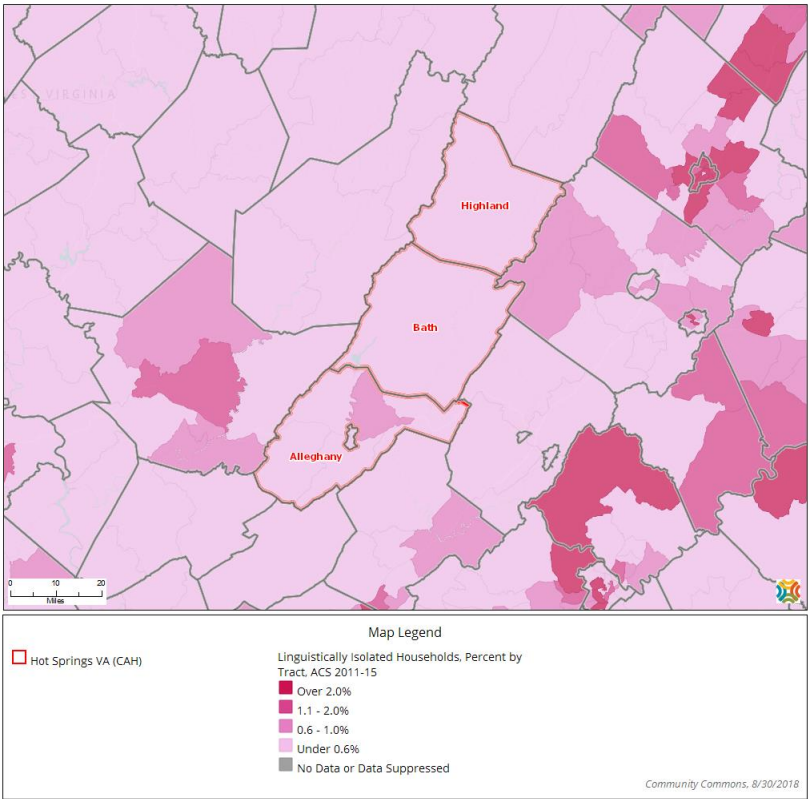 VIRGINIA
Highland
Bath
Alleghany
0 10 20
Miles
Map Legend
Hot Springs VA (CAH)
Linguistically Isolated Households, Percent by
Tract, ACS 2011-15
Over 2.0%
1.1 - 2.0%
0.6 - 1.0%
Under 0.6%
No Data or Data Suppressed
Community Commons, 8/30/2018